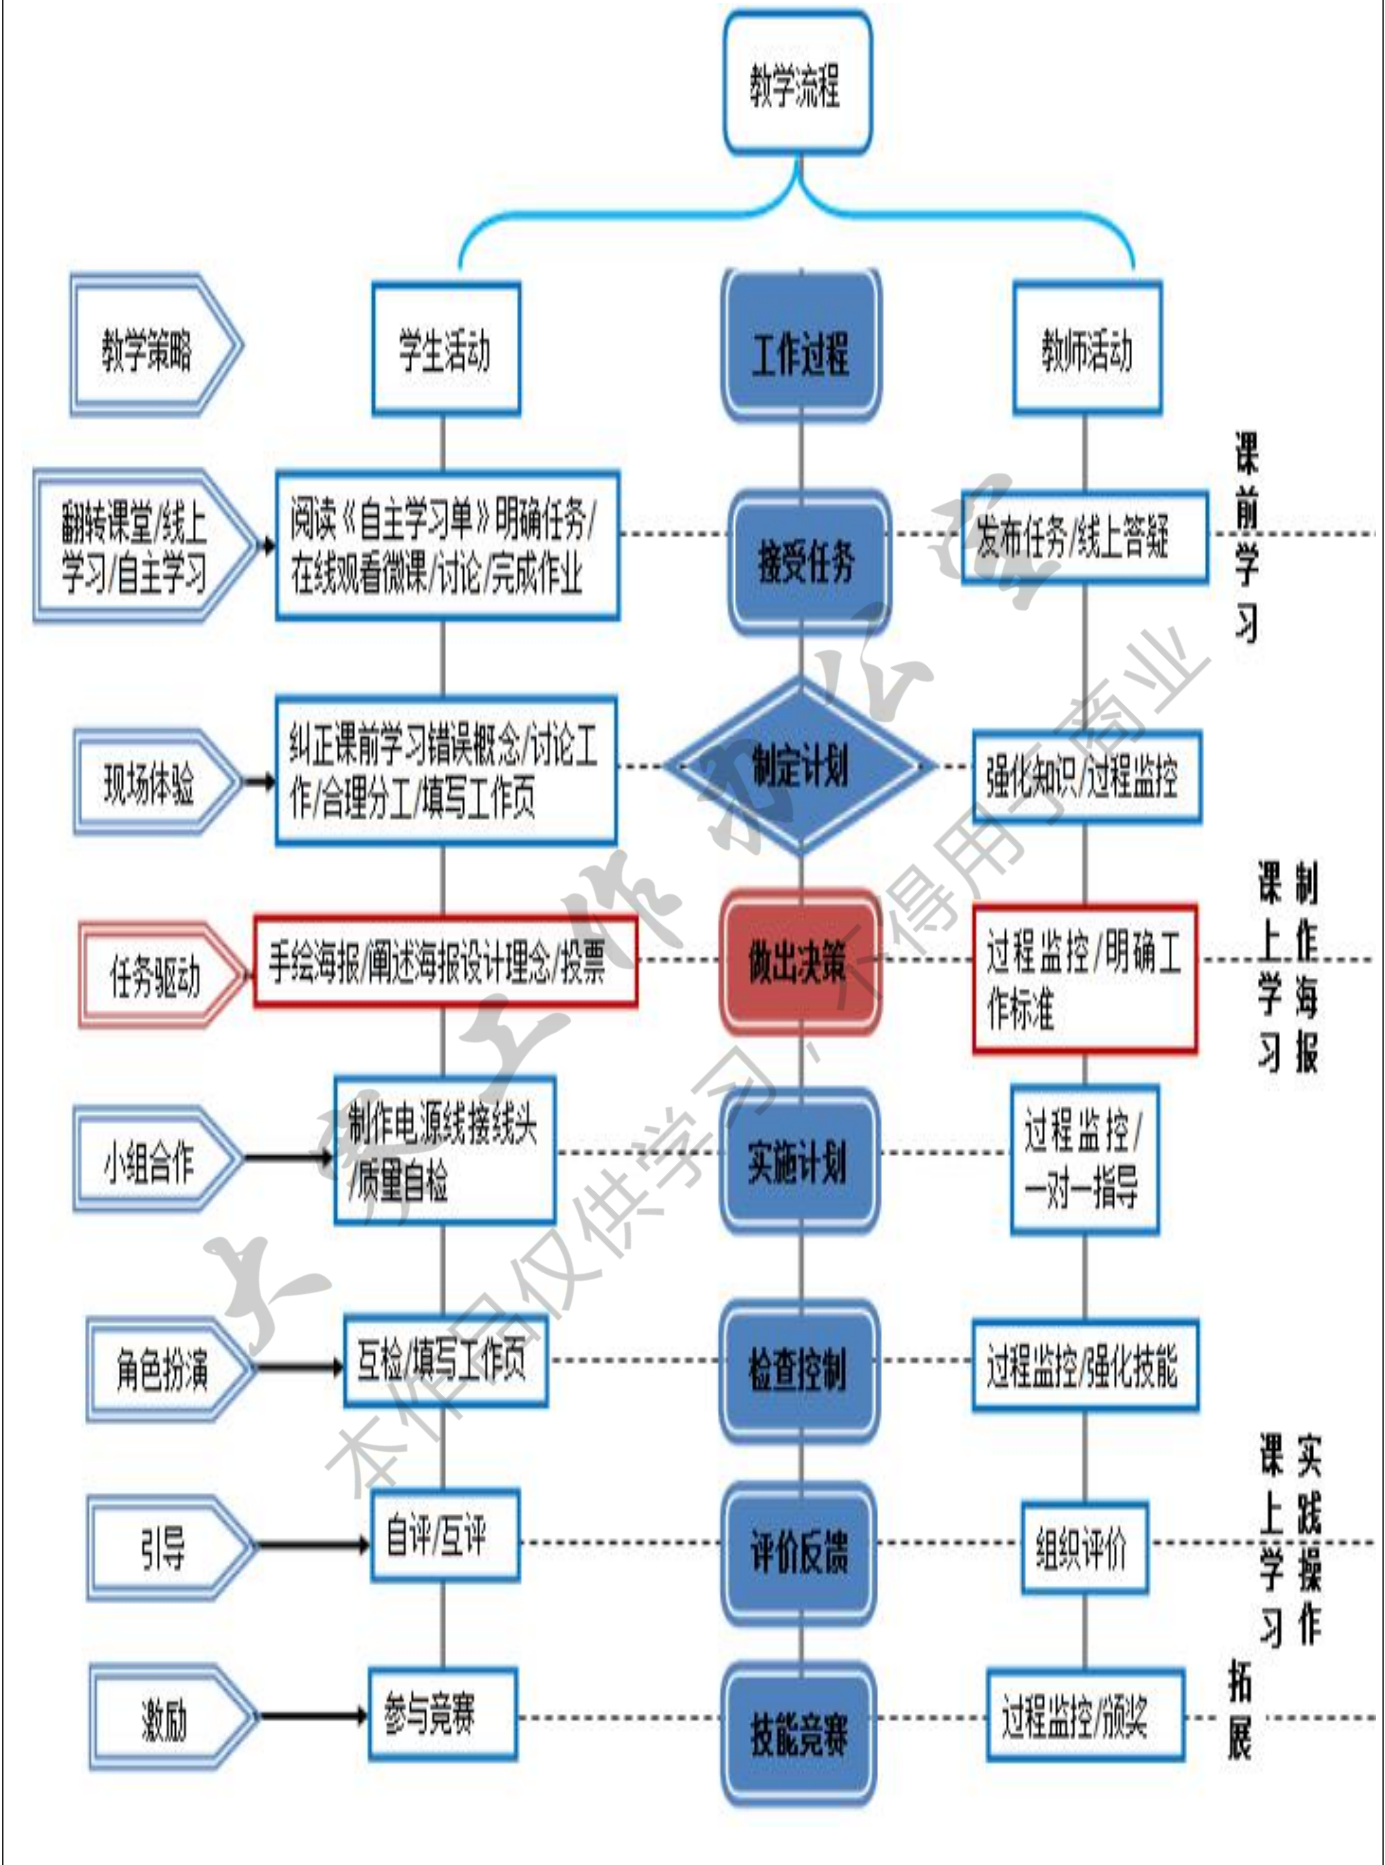 教学流程
教学策略
学生活动
工作过程
教师活动
翻转课堂/线上
学习/自主学习
阅读《自主学习单》明确任务/
在线观看微课/讨论/完成作业
接受任务
发布任务/线上答疑
课前学习
现场体验
纠正课前学习错误概念/讨论工
作/合理分工/填写工作页
制定计划
强化知识/过程监控
任务驱动
手绘海报/阐述海报设计理念/投票
做出决策
过程监控/明确工
作标准
课上学习
制作海报
小组合作
制作电源线接线头
/质量自检
实施计划
过程监控/
一对一指导
角色扮演
互检/填写工作页
检查控制
过程监控/强化技能
引导
自评/互评
评价反馈
组织评价
课上学习
实践操作
激励
参与竞赛
技能竞赛
过程监控/颁奖
拓展
大赛工作办公室
本作品仅供学习，不得用于商业